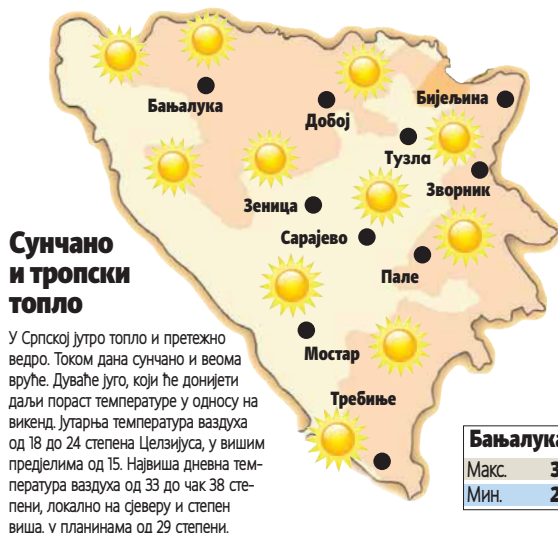 Бањалука
Добој
Бијељина
Тузла
Зворник
Зеница
Сарајево
Пале
Мостар
Требиње
Сунчано
и тропски
топло
У Српској јутро топло и претежно
ведро. Током дана сунчано и веома
вруће. Дуваће југо, који ће донијети
даљи пораст температуре у односу на
викенд. Јутарња температура ваздуха
од 18 до 24 степена Целзијуса, у вишим
предјелима од 15. Највиша дневна тем-
пература ваздуха од 33 до чак 38 сте-
пени, локално на сјеверу и степен
виша, у планинама од 29 степени.
Бањалука
Макс. 3
Мин. 2